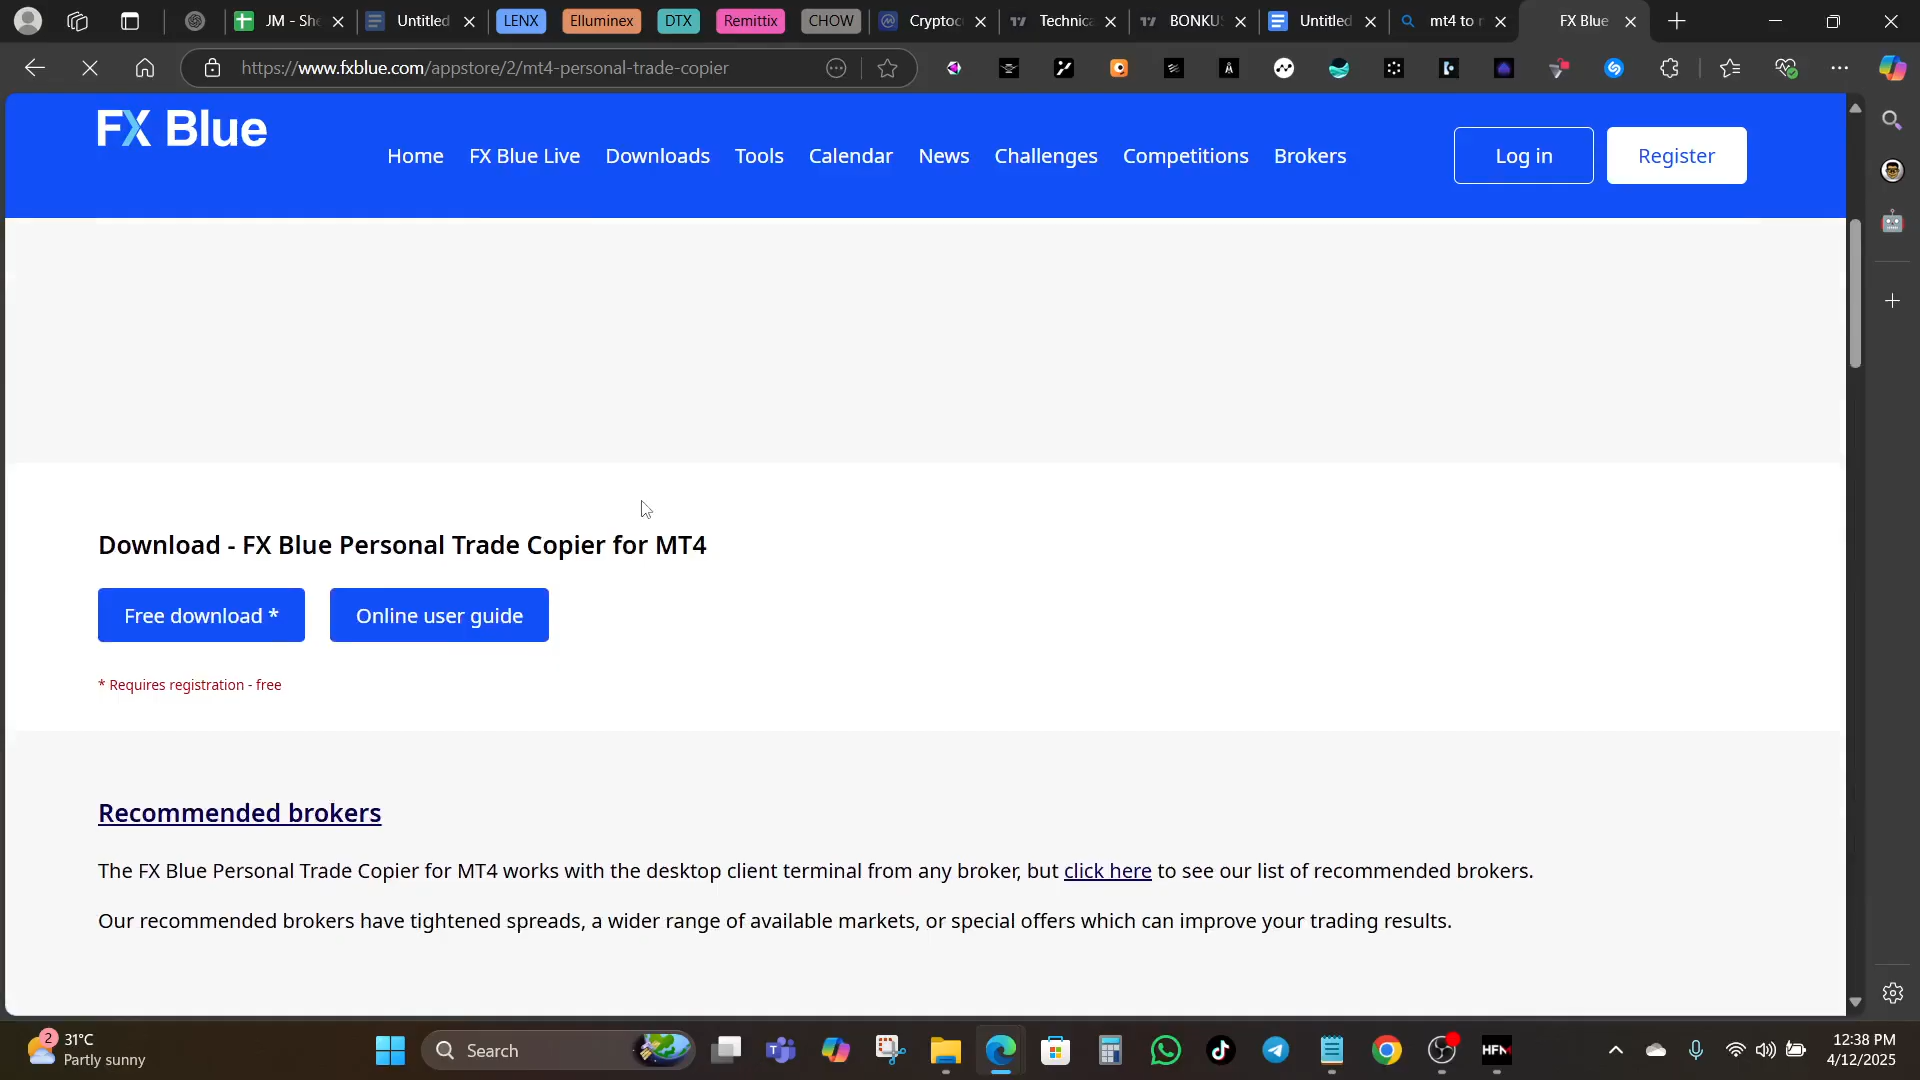 JM - She
Untitled
LENX
Elluminex
DTX
Remittix
CHOW
Cryptoc
Technica
BONKU
Untitled
mt4 to
FX Blue
https://www.fxblue.com/appstore/2/mt4-personal-trade-copier
FX Blue
Home
FX Blue Live
Downloads
Tools
Calendar
News
Challenges
Competitions
Brokers
Log in
Register
Download - FX Blue Personal Trade Copier for MT4
Free download *
Online user guide
* Requires registration - free
Recommended brokers
The FX Blue Personal Trade Copier for MT4 works with the desktop client terminal from any broker, but click here to see our list of recommended brokers.
Our recommended brokers have tightened spreads, a wider range of available markets, or special offers which can improve your trading results.
2
31°C
Partly sunny
Search
HFM
12:38 PM
4/12/2025